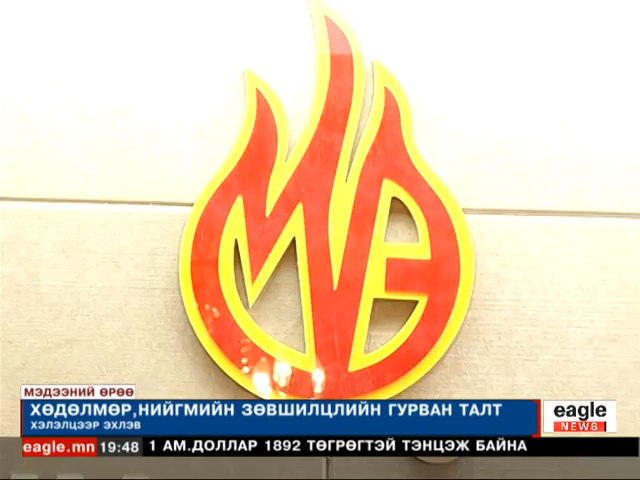 МЭ
МЭДЭЭНИЙ ӨРӨӨ
ХӨДӨЛМӨР,НИЙГМИЙН ЗӨВШИЛЦЛИЙН ГУРВАН ТАЛТ
ХЭЛЭЛЦЭЭР ЭХЛЭВ
eagle
NEWS
eagle.mn 19:48 1 АМ.ДОЛЛАР 1892 ТӨГРӨГТЭЙ ТЭНЦЭЖ БАЙНА